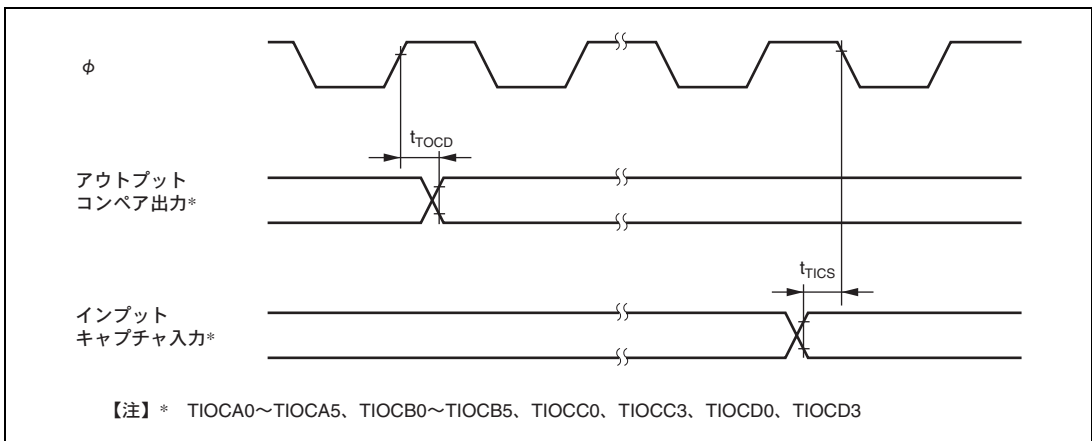 φ
tTOCD
アウトプット
コンペア出力*
tTICS
インプット
キャプチャ入力*
【注】* TIOCA0～TIOCA5、TIOCB0～TIOCB5、TIOCC0、TIOCC3、TIOCD0、TIOCD3